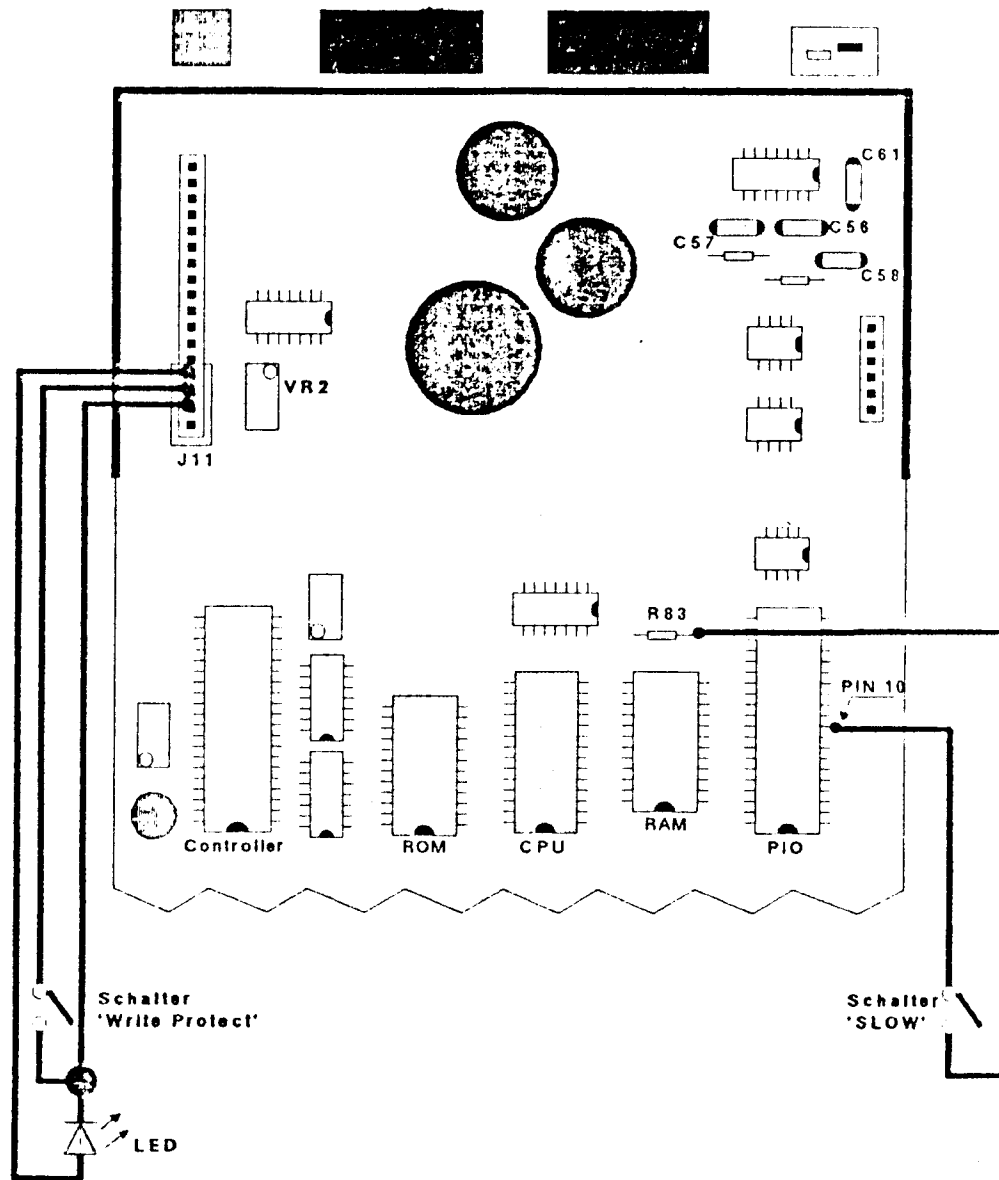 C61
C57
C56
C58
VR2
J11
R83
PIN 10
Controller
ROM
CPU
RAM
PIO
Schalter
'Write Protect'
Schalter
'SLOW'
LED